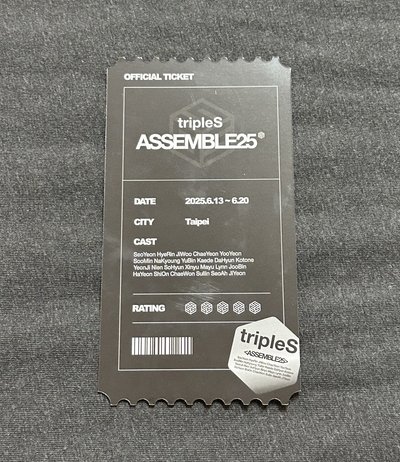 OFFICIAL TICKET
tripleS
ASSEMBLE25
DATE 2025.6.13 ~ 6.20
CITY Taipei
CAST
SeoYeon HyeRin JiWoo ChaeYeon YooYeon
SooMin NaKyoung YuBin Kaede DaHyun Kotone
YeonJi Nien SoHyun Xinyu Mayu Lynn JooBin
HaYeon ShiOn ChaeWon Sullin SeoAh JiYeon
RATING
tripleS
<ASSEMBLE25>